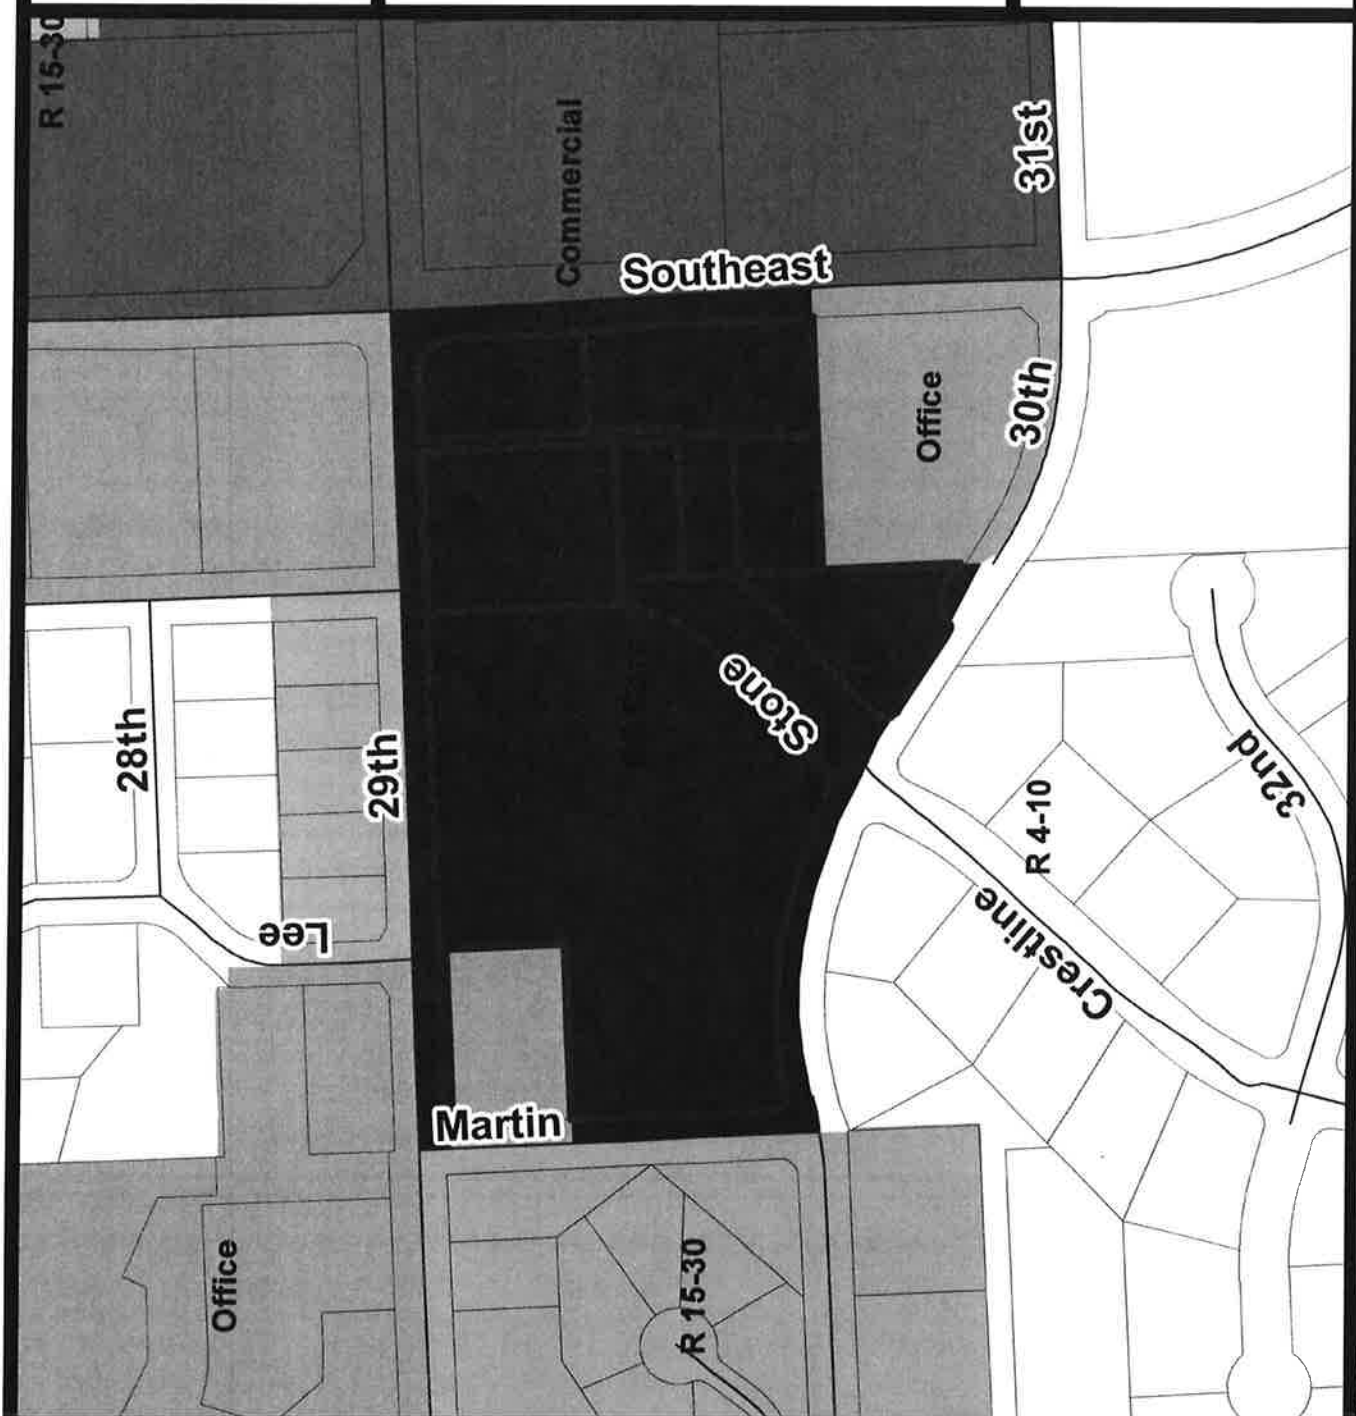 R 15-30
Commercial
31st
Southeast
Office
30th
Stone
28th
29th
32nd
R 4-10
Lee
Crestline
Martin
Office
R 15-30